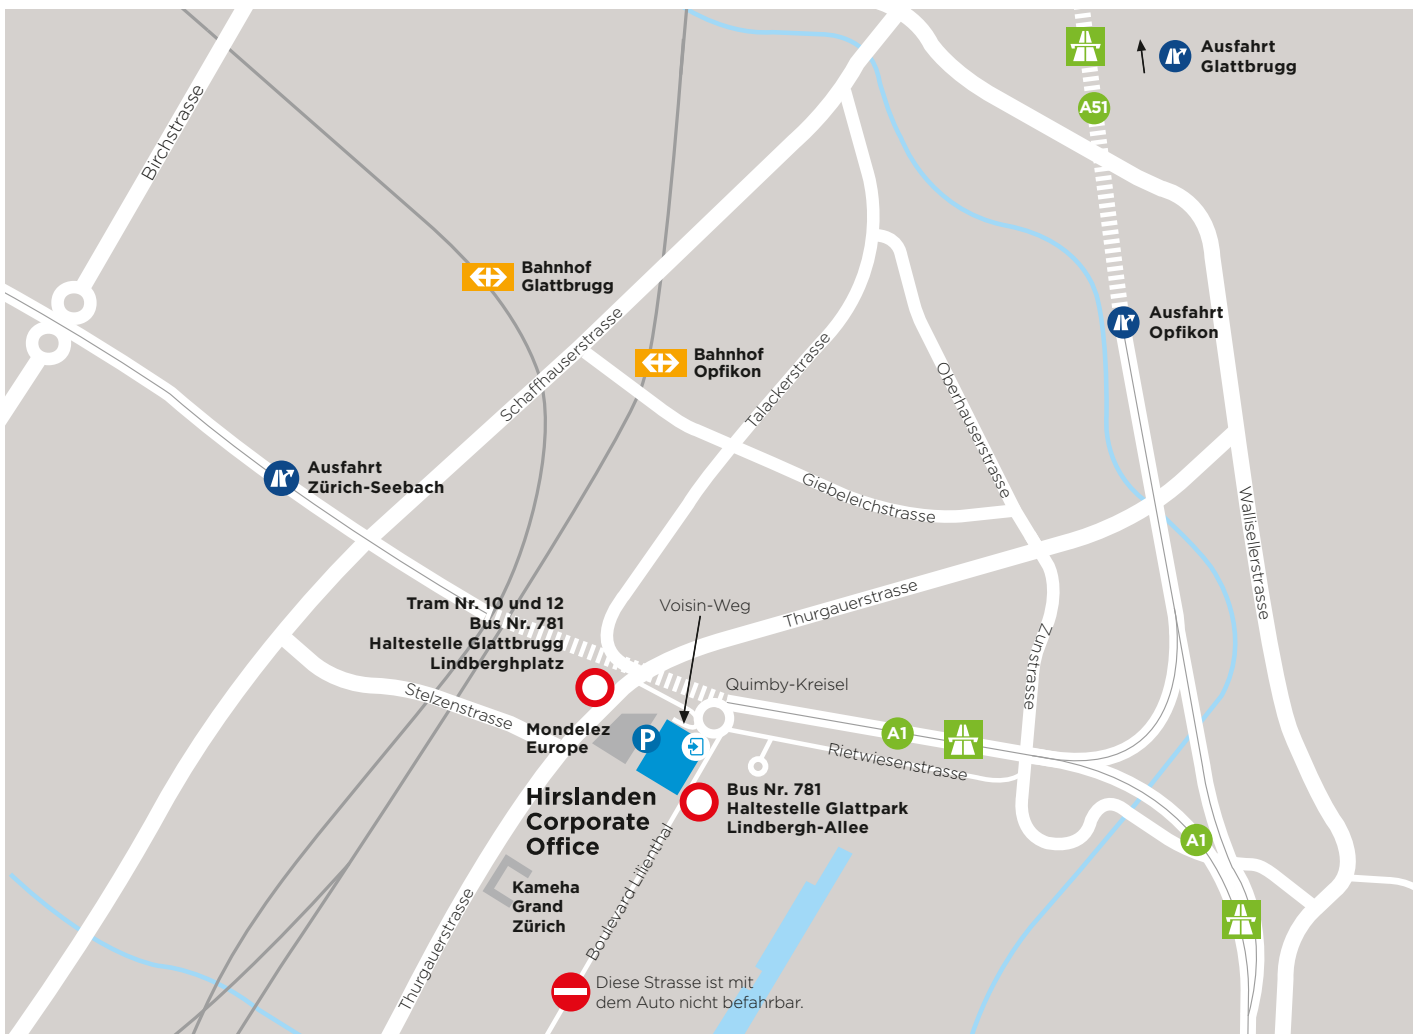 Ausfahrt
Glattbrugg
A51
Birchstrasse
Bahnhof
Glattbrugg
Schaffhauserstrasse
Bahnhof
Opfikon
Ausfahrt
Opfikon
Talackerstrasse
Oberhauserstrasse
Ausfahrt
Zürich-Seebach
Giebeleichstrasse
Wallisellerstrasse
Tram Nr. 10 und 12
Bus Nr. 781
Haltestelle Glattbrugg
Lindberghplatz
Voisin-Weg
Thurgauerstrasse
Zunstrasse
Stelzenstrasse
Quimby-Kreisel
Mondelez
Europe
P
A1
Rietwiesenstrasse
Hirslanden
Corporate
Office
Bus Nr. 781
Haltestelle Glattpark
Lindbergh-Allee
A1
Kameha
Grand
Zürich
Boulevard Lilienthal
Thurgauerstrasse
Diese Strasse ist mit
dem Auto nicht befahrbar.